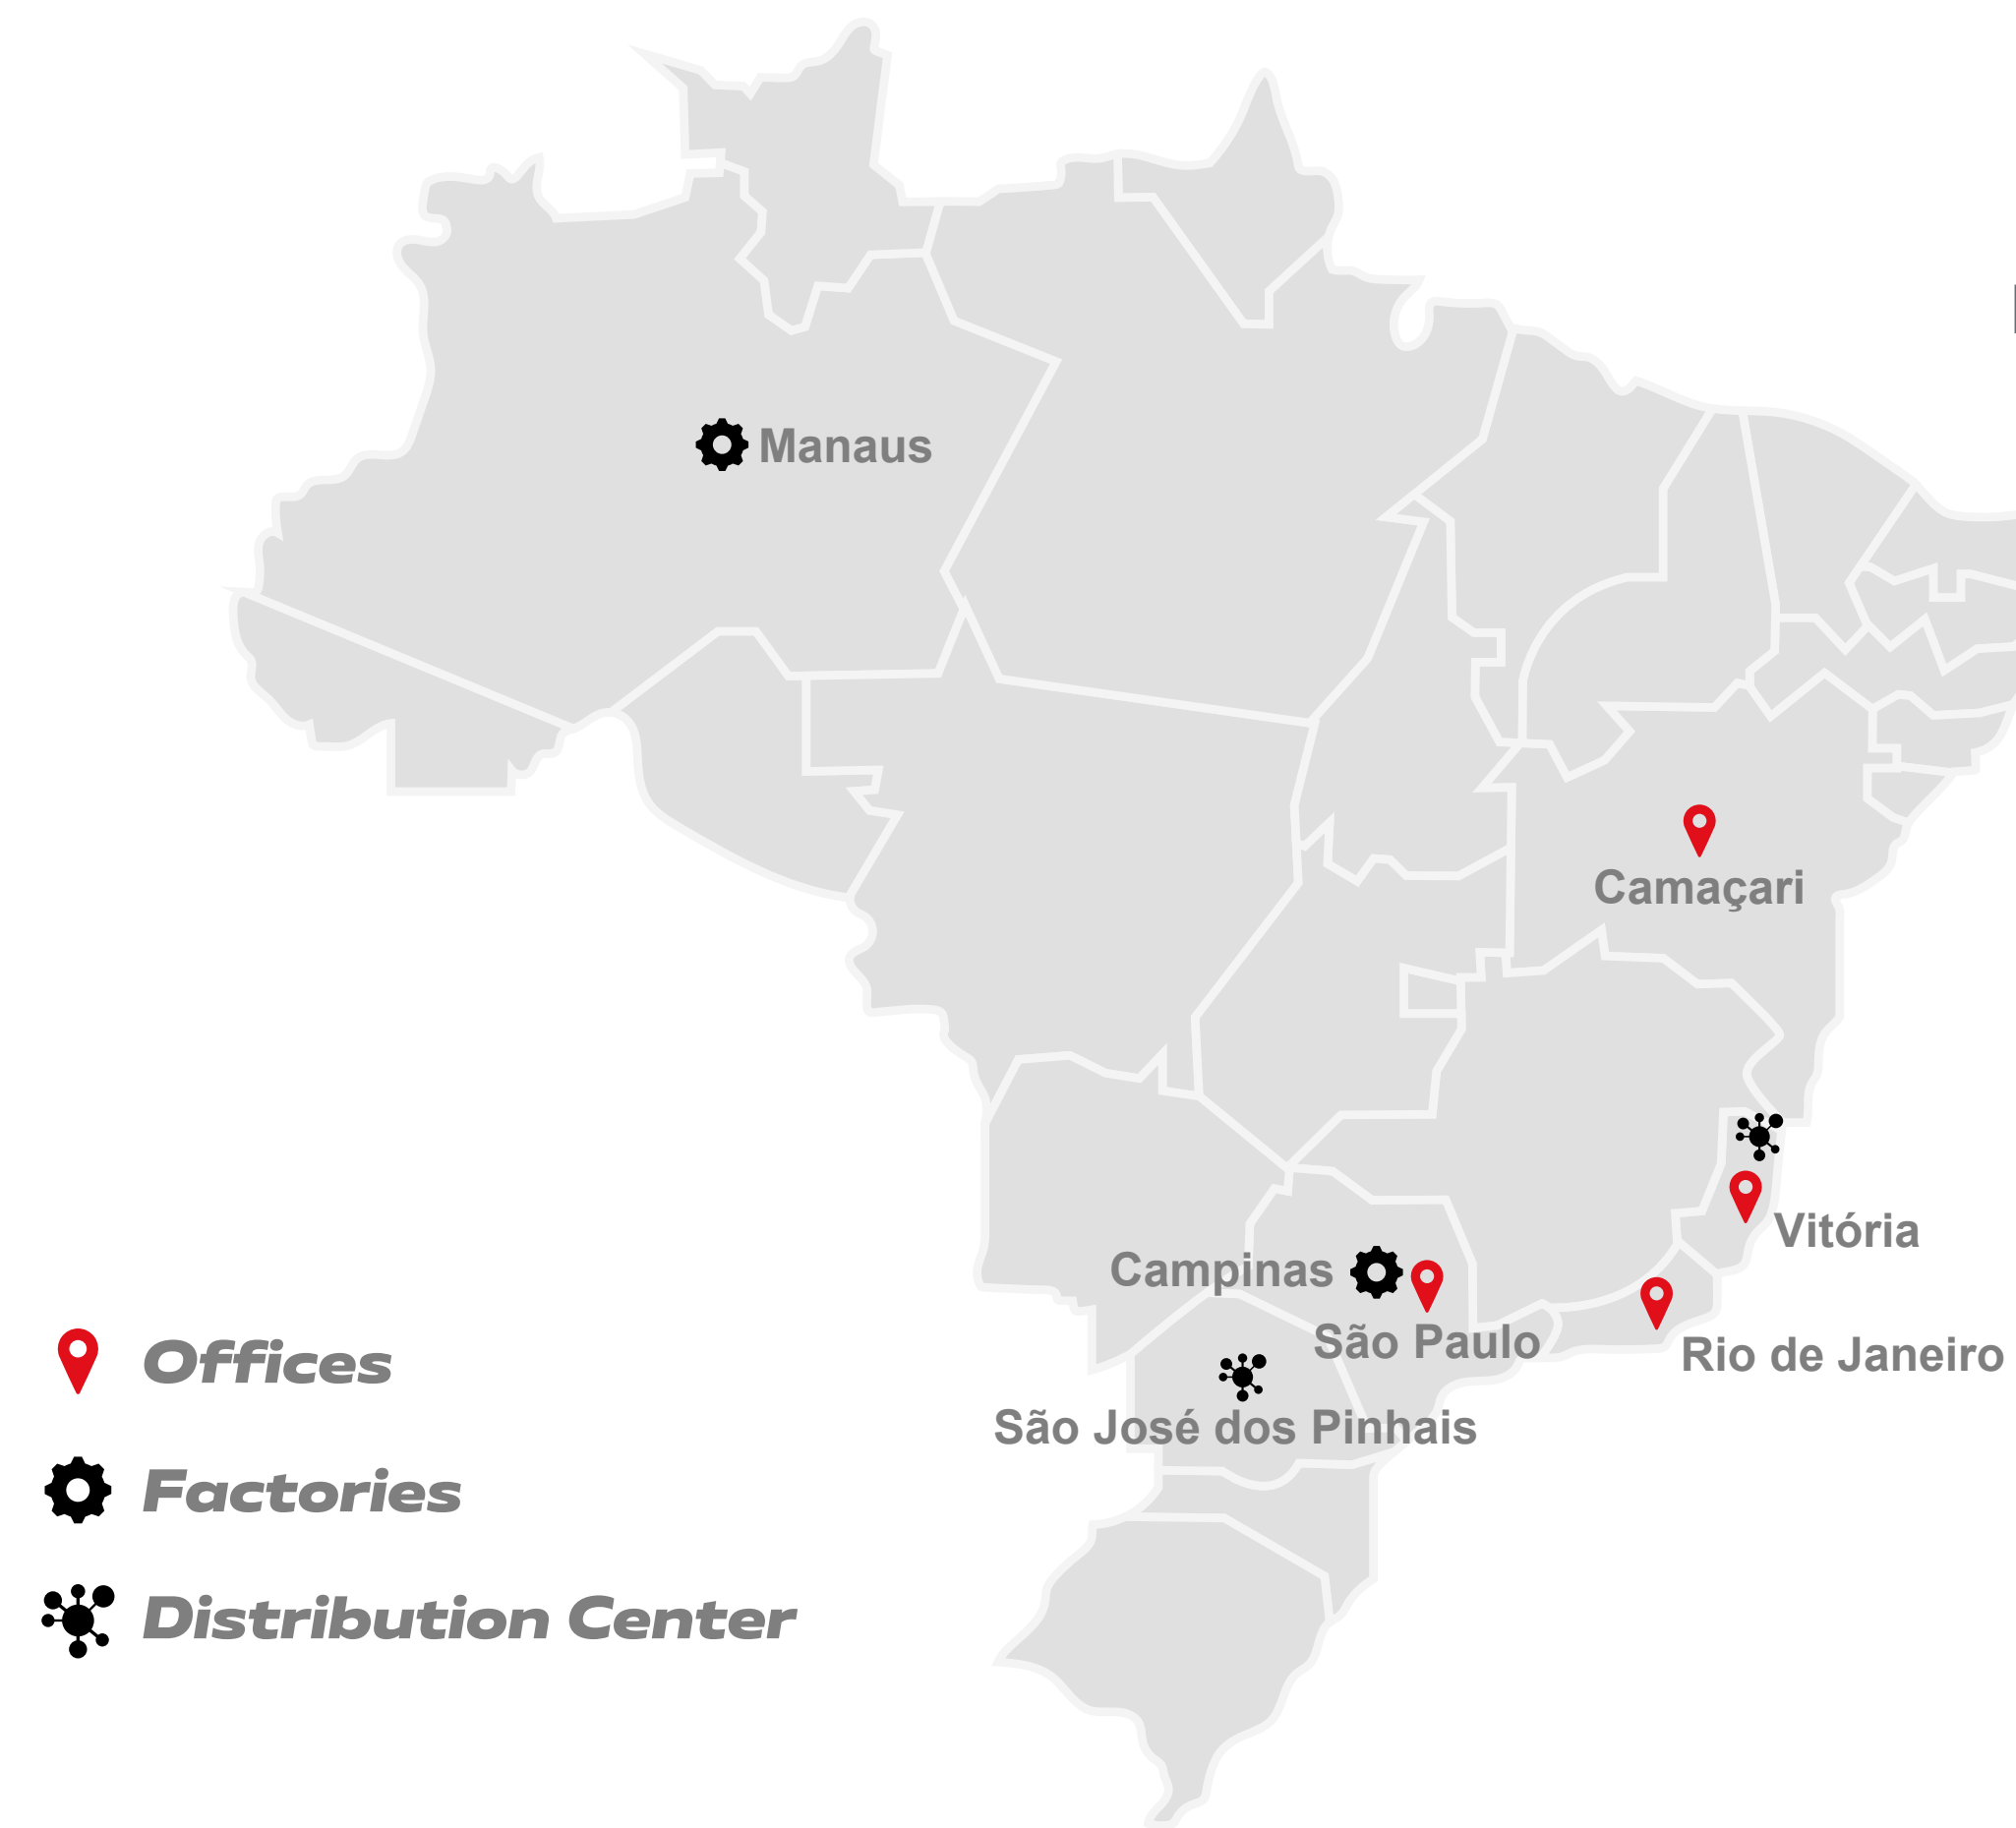 Manaus
Camaçari
Vitória
Campinas
São Paulo
Rio de Janeiro
São José dos Pinhais
Offices
Factories
Distribution Center